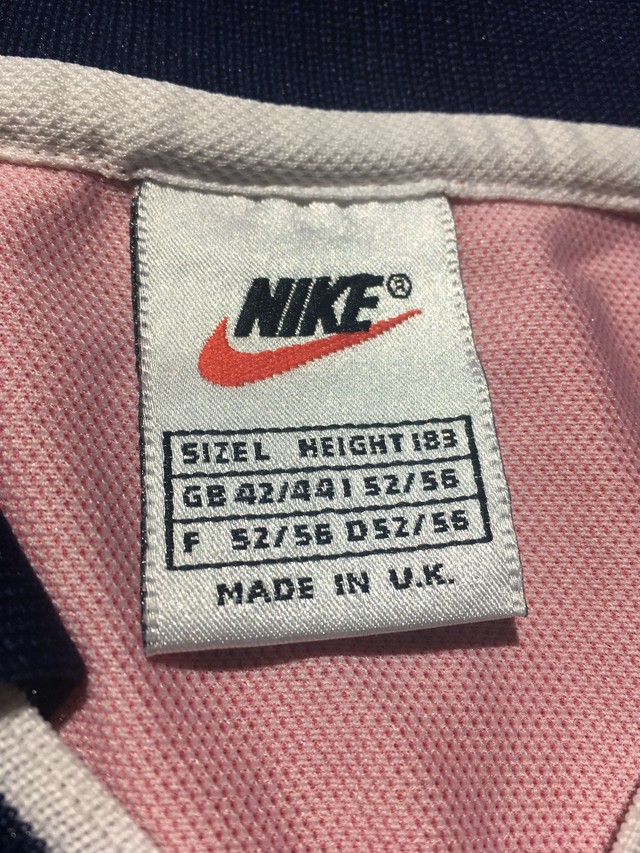 NIKE®
SIZE L HEIGHT 183
GB 42/44 I 52/56
F 52/56 D 52/56
MADE IN U.K.